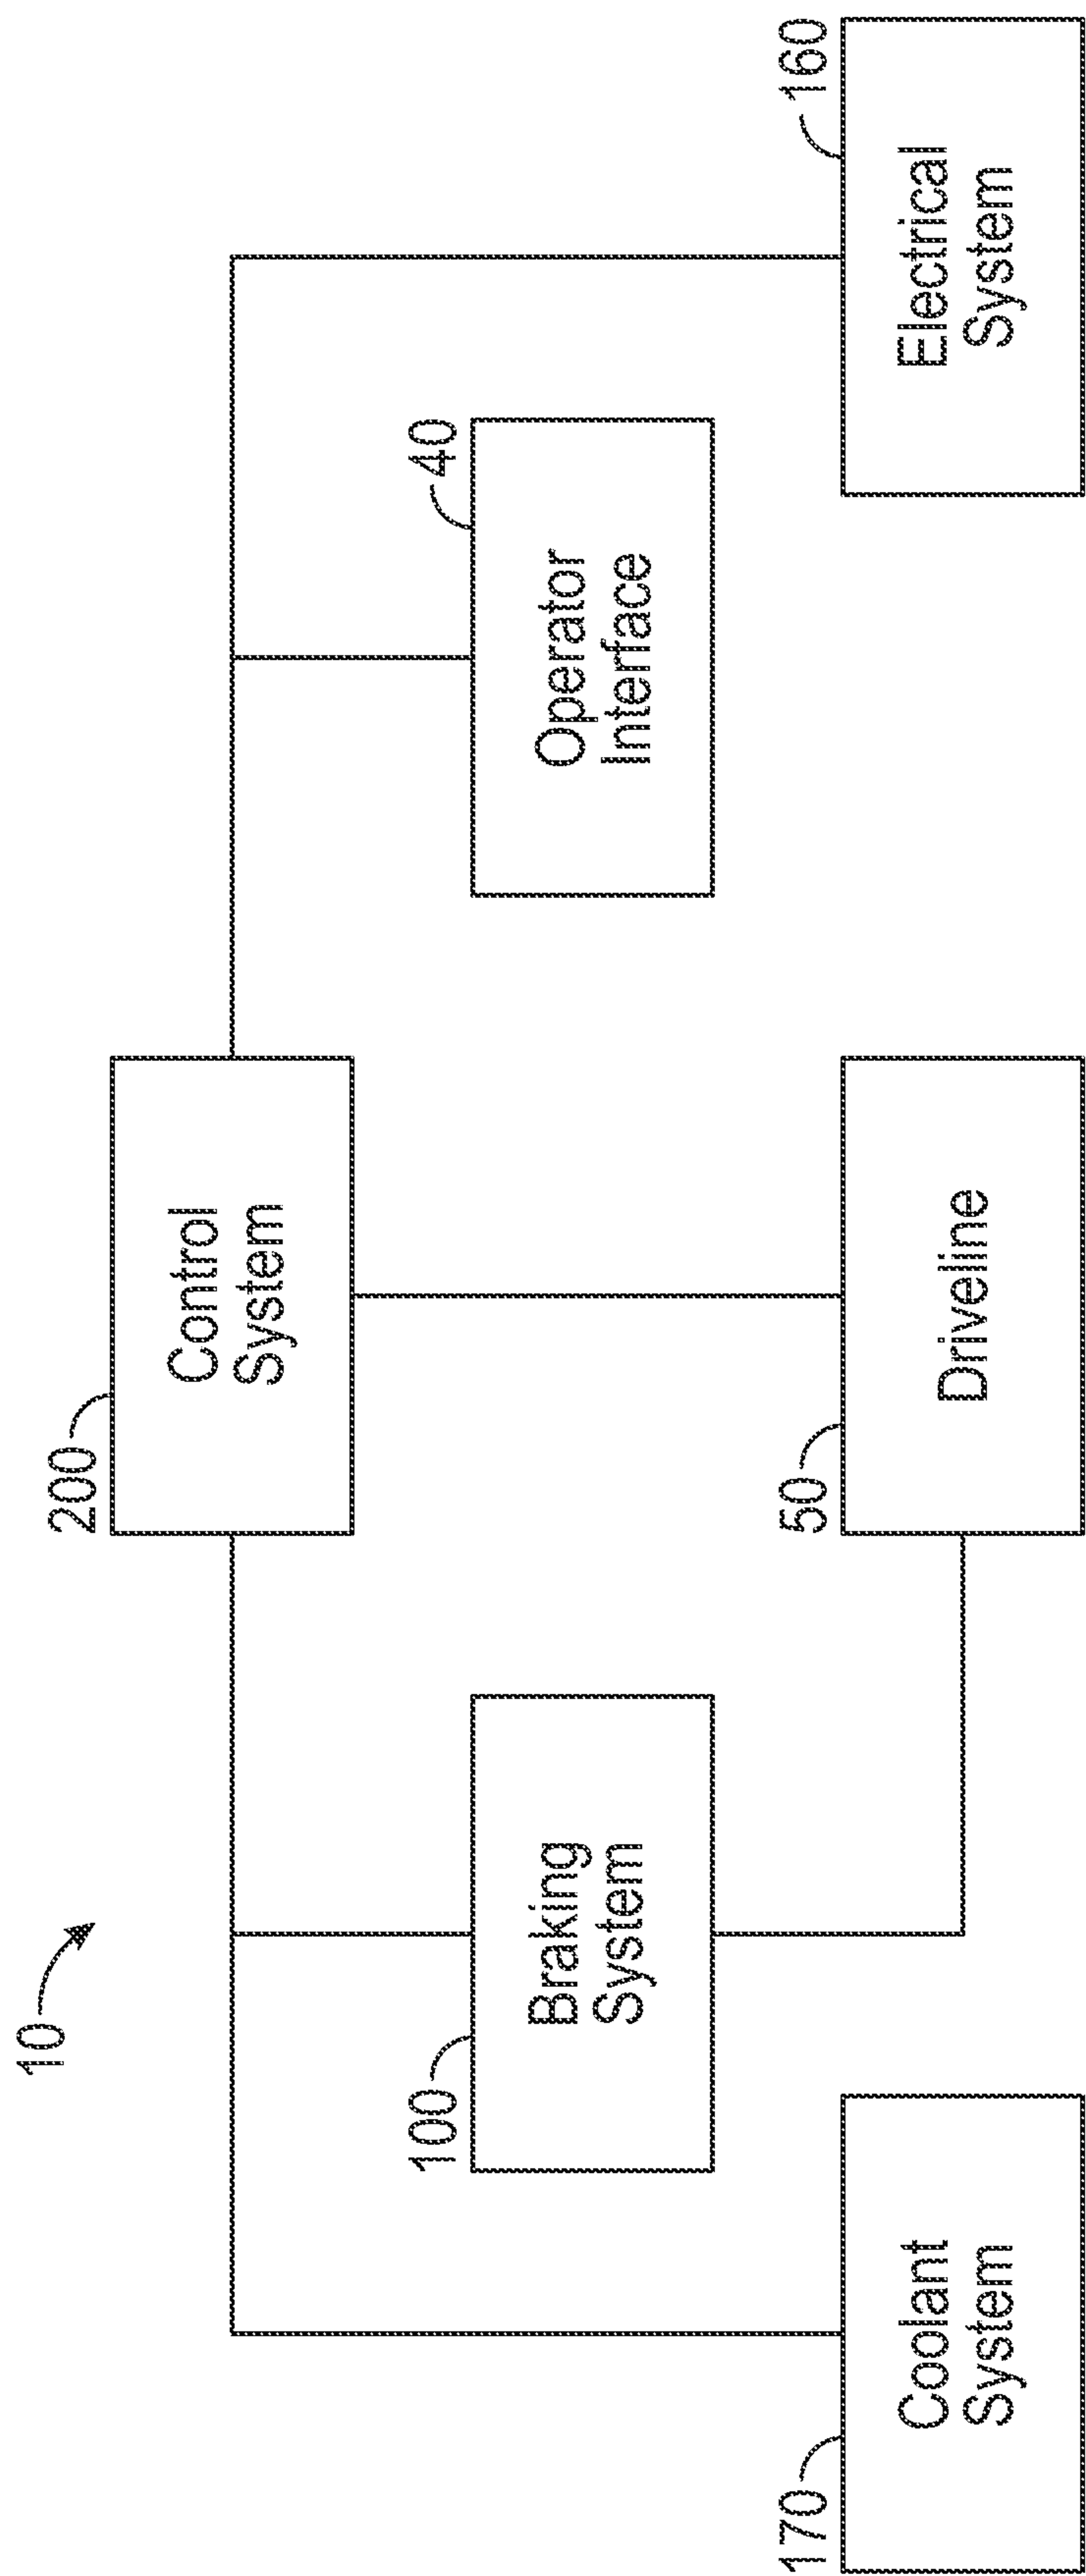 10
200
Control
System
100
Braking
System
40
Operator
Interface
170
Coolant
System
50
Driveline
160
Electrical
System